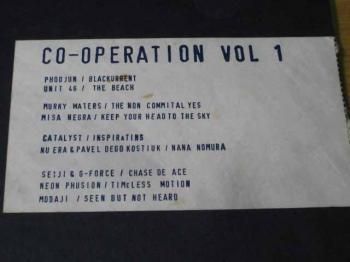 CO-OPERATION VOL 1
PHODJUN / BLACKURRENT
UNIT 46 / THE BEACH
MURKY WATERS / THE NON COMMITAL YES
MISA NEGRA / KEEP YOUR HEAD TO THE SKY
CATALYST / INSPIRATINS
NU ERA & PAVEL DEGO KOSTIUK / NANA NOMURA
SEIJI & G-FORCE / CHASE DE ACE
NEON PHUSION / TIMELESS MOTION
MODAJI / SEEN BUT NOT HEARD